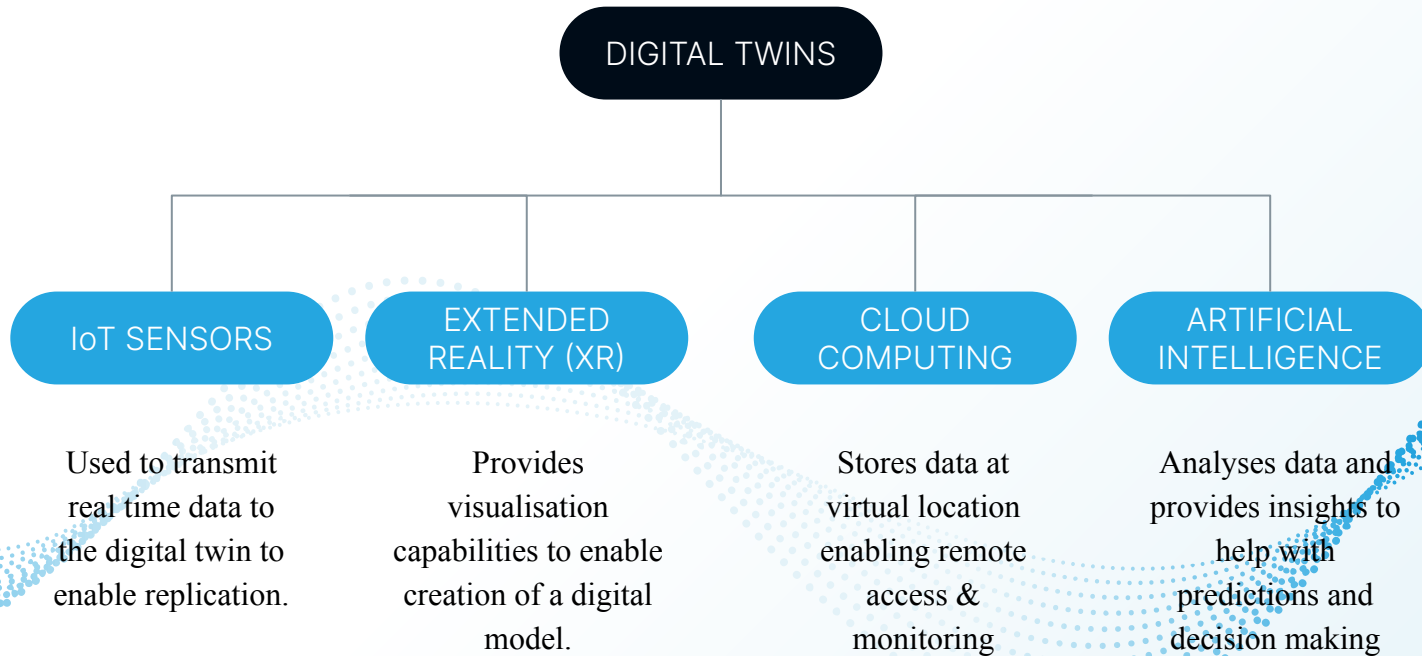 DIGITAL TWINS
IoT SENSORS
EXTENDED
REALITY (XR)
CLOUD
COMPUTING
ARTIFICIAL
INTELLIGENCE
Used to transmit
real time data to
the digital twin to
enable replication.
Provides
visualisation
capabilities to enable
creation of a digital
model.
Stores data at
virtual location
enabling remote
access &
monitoring
Analyses data and
provides insights to
help with
predictions and
decision making